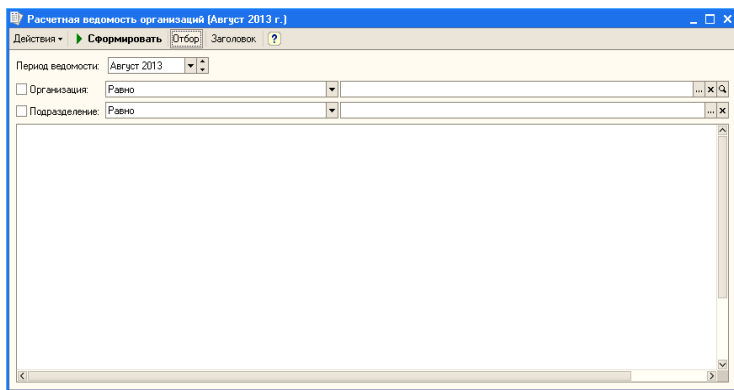 Расчетная ведомость организаций (Август 2013 г.)
Действия Сформировать Отбор Заголовок ?
Период ведомости: Август 2013
Организация: Равно ...
Подразделение: Равно ...